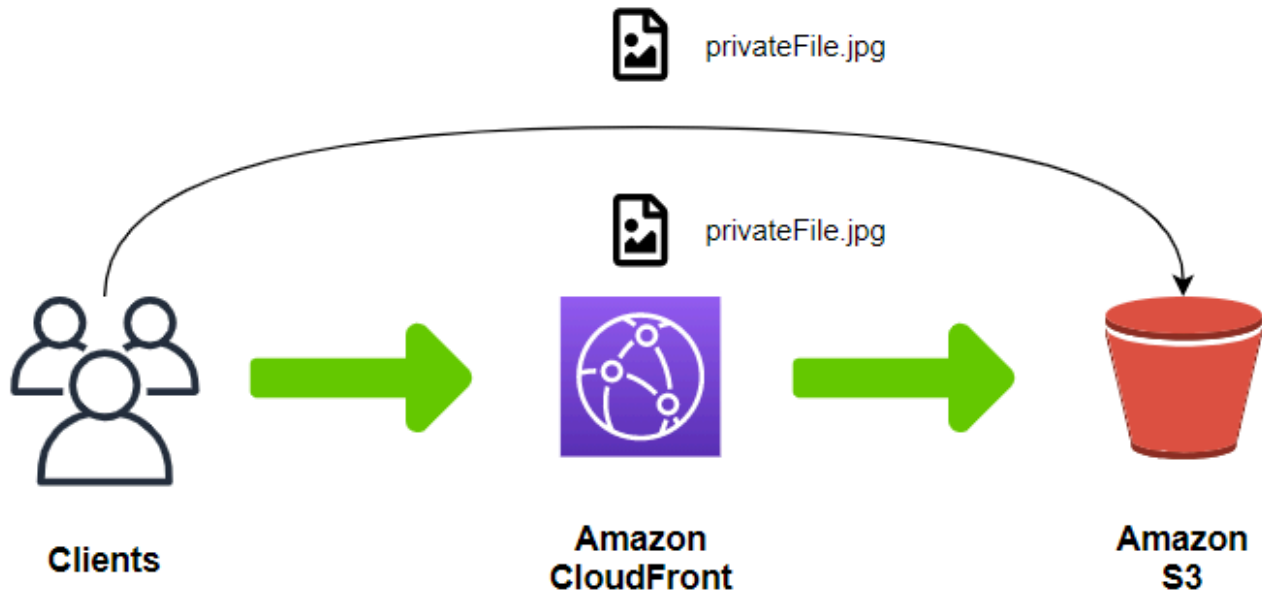 privateFile.jpg
privateFile.jpg
Clients
Amazon
CloudFront
Amazon
S3